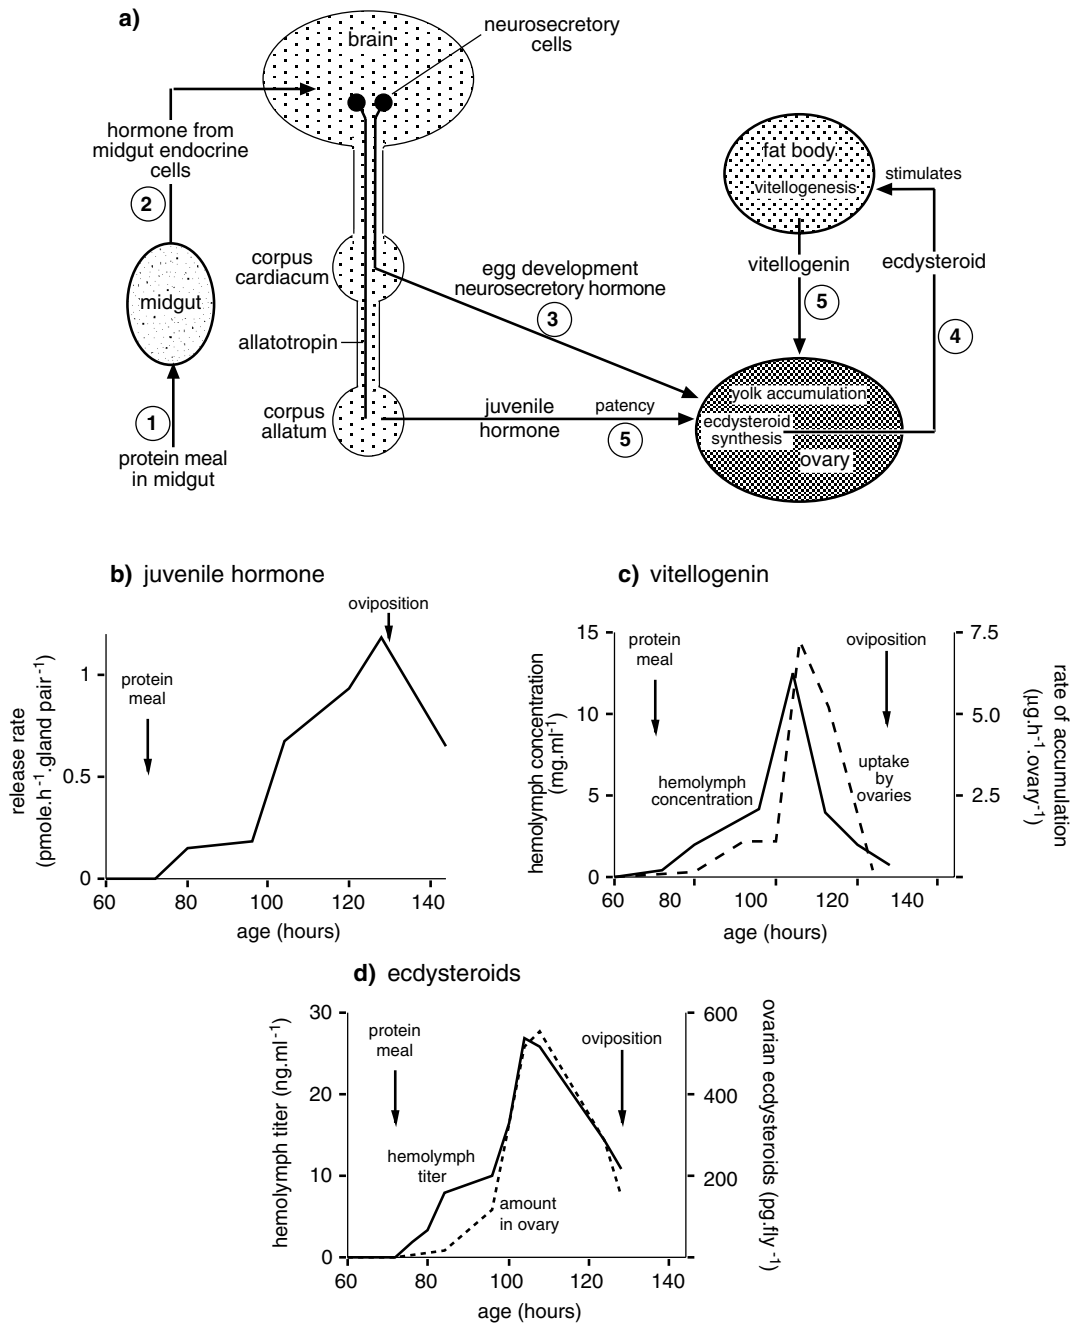 a)
brain
neurosecretory
cells
hormone from
midgut endocrine
cells
2
midgut
1
protein meal
in midgut
corpus
cardiacum
allatotropin
corpus
allatum
egg development
neurosecretory hormone
3
juvenile
hormone
patency
5
fat body
vitellogenesis
stimulates
vitellogenin
5
ecdysteroid
4
yolk accumulation
ecdysteroid
synthesis
ovary
b) juvenile hormone
oviposition
protein
meal
release rate
(pmole.h-1.gland pair-1)
1
0.5
0
60 80 100 120 140
age (hours)
c) vitellogenin
protein
meal
oviposition
hemolymph concentration
(mg.ml-1)
15
10
5
0
hemolymph
concentration
uptake
by
ovaries
7.5
5.0
2.5
0
rate of accumulation
(µg.h-1.ovary-1)
60 80 100 120 140
age (hours)
d) ecdysteroids
protein
meal
oviposition
hemolymph titer (ng.ml-1)
30
20
10
0
hemolymph
titer
amount
in ovary
600
400
200
0
ovarian ecdysteroids (pg.fly-1)
60 80 100 120 140
age (hours)